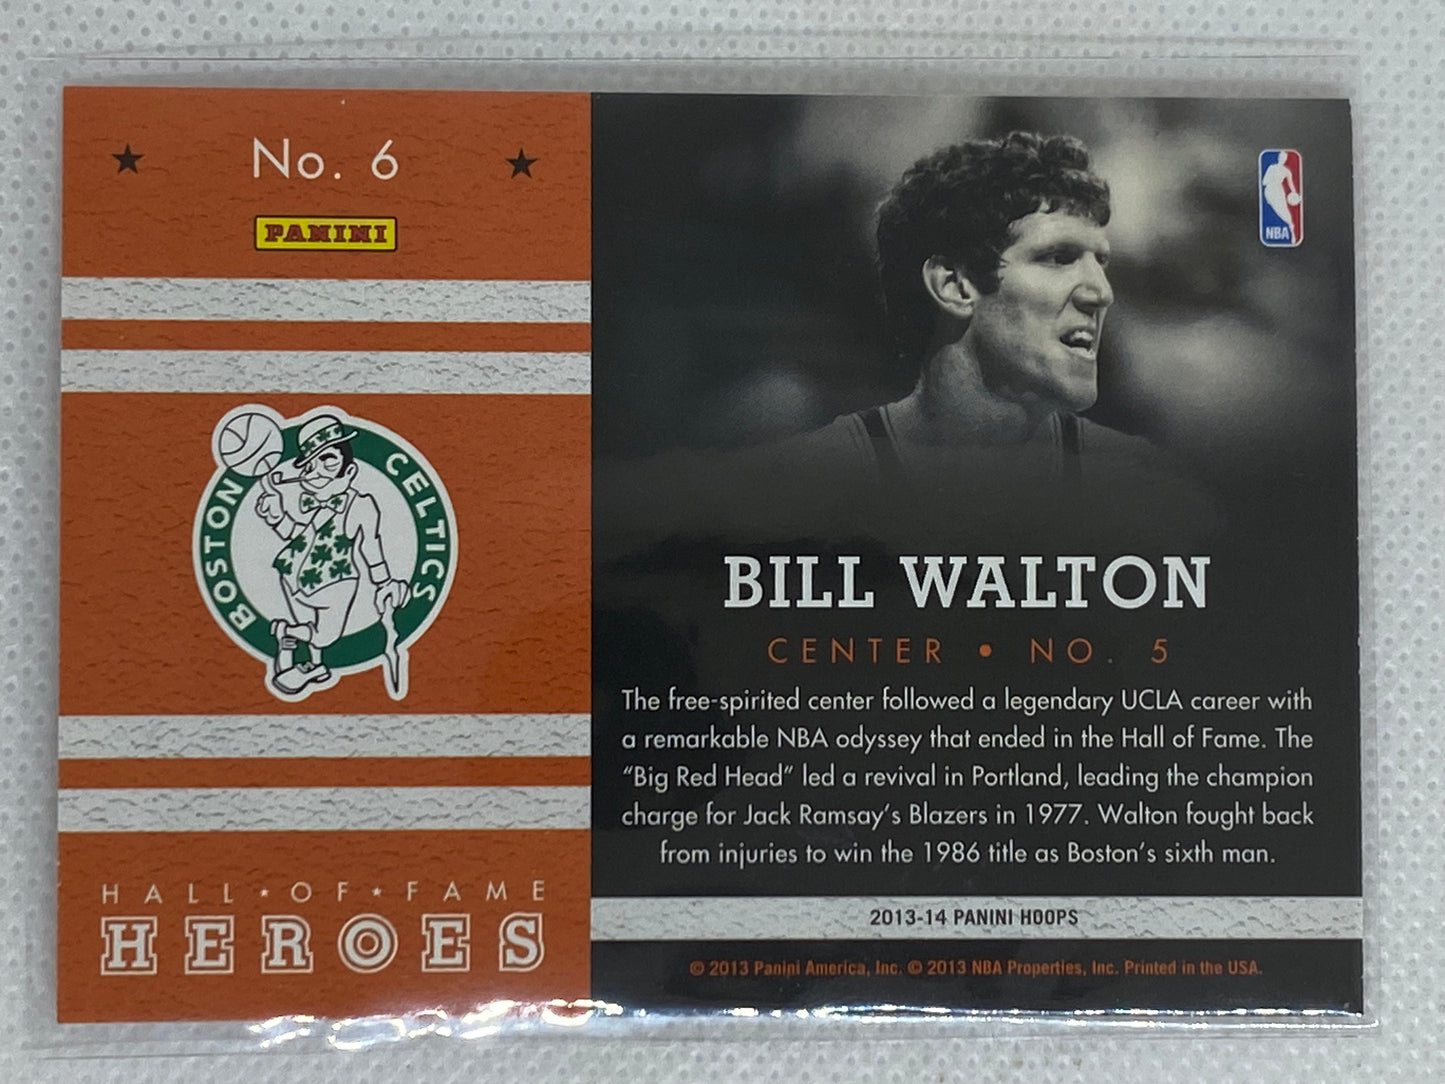 No. 6
PANINI
BOSTON CELTICS
HALL★OF★FAME
HEROES
NBA
BILL WALTON
CENTER • NO. 5
The free-spirited center followed a legendary UCLA career with
a remarkable NBA odyssey that ended in the Hall of Fame. The
“Big Red Head” led a revival in Portland, leading the champion
charge for Jack Ramsay’s Blazers in 1977. Walton fought back
from injuries to win the 1986 title as Boston’s sixth man.
2013-14 PANINI HOOPS
© 2013 Panini America, Inc. © 2013 NBA Properties, Inc. Printed in the USA.